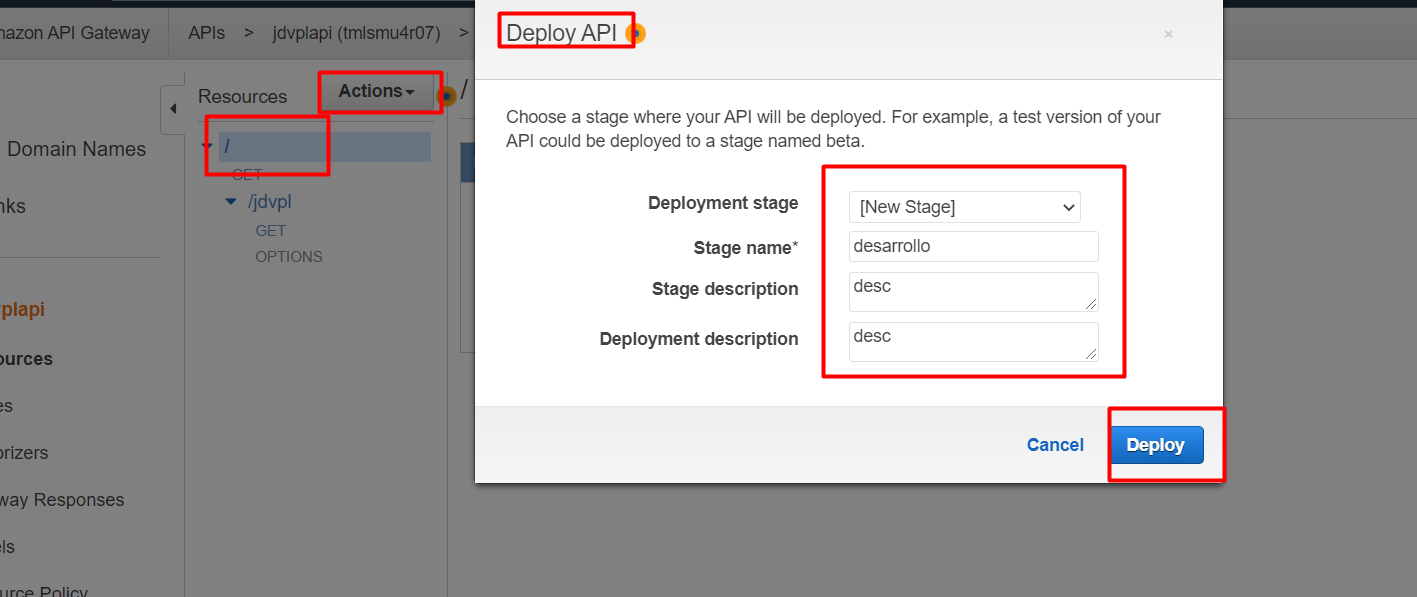 Amazon API Gateway
APIs > jdvplapi (tmlsmu4r07) >
Domain Names
Resources
Actions
/
/
GET
/jdvpl
GET
OPTIONS
Deploy API
×
Choose a stage where your API will be deployed. For example, a test version of your
API could be deployed to a stage named beta.
Deployment stage
[New Stage]
Stage name*
desarrollo
Stage description
desc
Deployment description
desc
Cancel
Deploy
nks
plapi
ources
es
orizers
way Responses
els
urce Policy